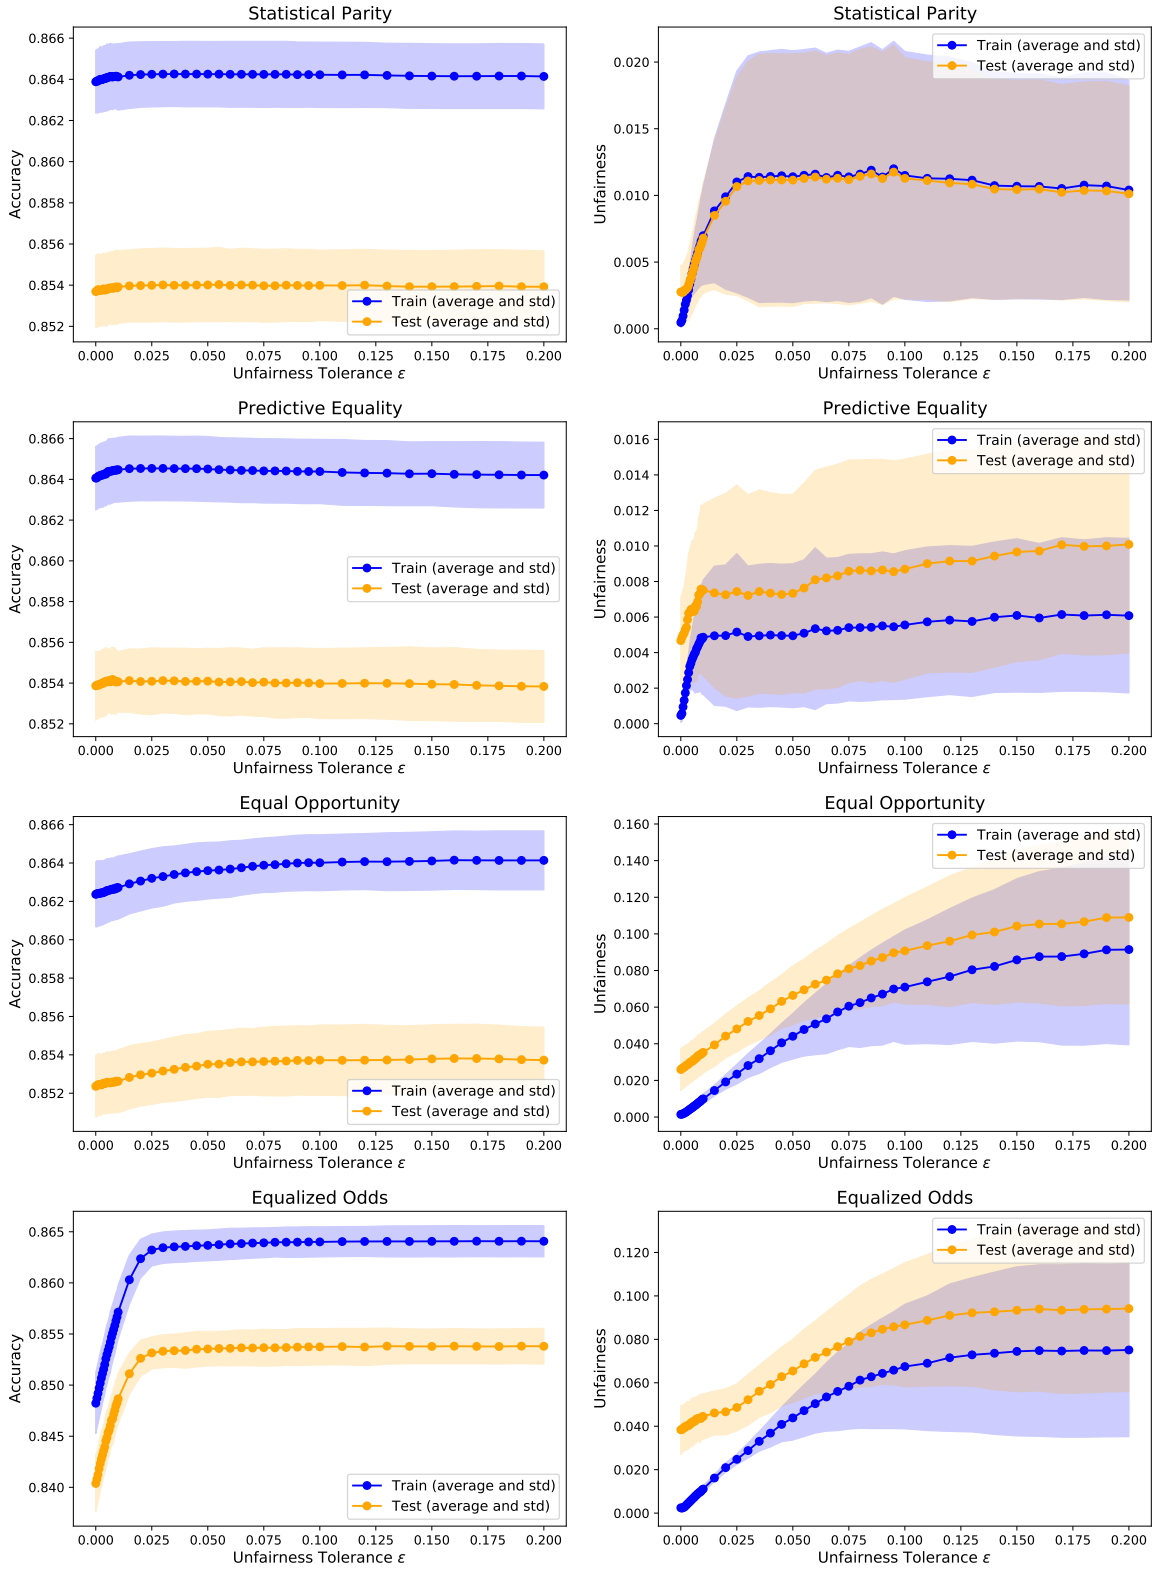 Statistical Parity
Accuracy
0.866
0.864
0.862
0.860
0.858
0.856
0.854
0.852
Train (average and std)
Test (average and std)
0.000 0.025 0.050 0.075 0.100 0.125 0.150 0.175 0.200
Unfairness Tolerance ε
Statistical Parity
Unfairness
0.020
0.015
0.010
0.005
0.000
Train (average and std)
Test (average and std)
0.000 0.025 0.050 0.075 0.100 0.125 0.150 0.175 0.200
Unfairness Tolerance ε
Predictive Equality
Accuracy
0.866
0.864
0.862
0.860
0.858
0.856
0.854
0.852
Train (average and std)
Test (average and std)
0.000 0.025 0.050 0.075 0.100 0.125 0.150 0.175 0.200
Unfairness Tolerance ε
Predictive Equality
Unfairness
0.016
0.014
0.012
0.010
0.008
0.006
0.004
0.002
0.000
Train (average and std)
Test (average and std)
0.000 0.025 0.050 0.075 0.100 0.125 0.150 0.175 0.200
Unfairness Tolerance ε
Equal Opportunity
Accuracy
0.866
0.864
0.862
0.860
0.858
0.856
0.854
0.852
Train (average and std)
Test (average and std)
0.000 0.025 0.050 0.075 0.100 0.125 0.150 0.175 0.200
Unfairness Tolerance ε
Equal Opportunity
Unfairness
0.160
0.140
0.120
0.100
0.080
0.060
0.040
0.020
0.000
Train (average and std)
Test (average and std)
0.000 0.025 0.050 0.075 0.100 0.125 0.150 0.175 0.200
Unfairness Tolerance ε
Equalized Odds
Accuracy
0.865
0.860
0.855
0.850
0.845
0.840
Train (average and std)
Test (average and std)
0.000 0.025 0.050 0.075 0.100 0.125 0.150 0.175 0.200
Unfairness Tolerance ε
Equalized Odds
Unfairness
0.120
0.100
0.080
0.060
0.040
0.020
0.000
Train (average and std)
Test (average and std)
0.000 0.025 0.050 0.075 0.100 0.125 0.150 0.175 0.200
Unfairness Tolerance ε